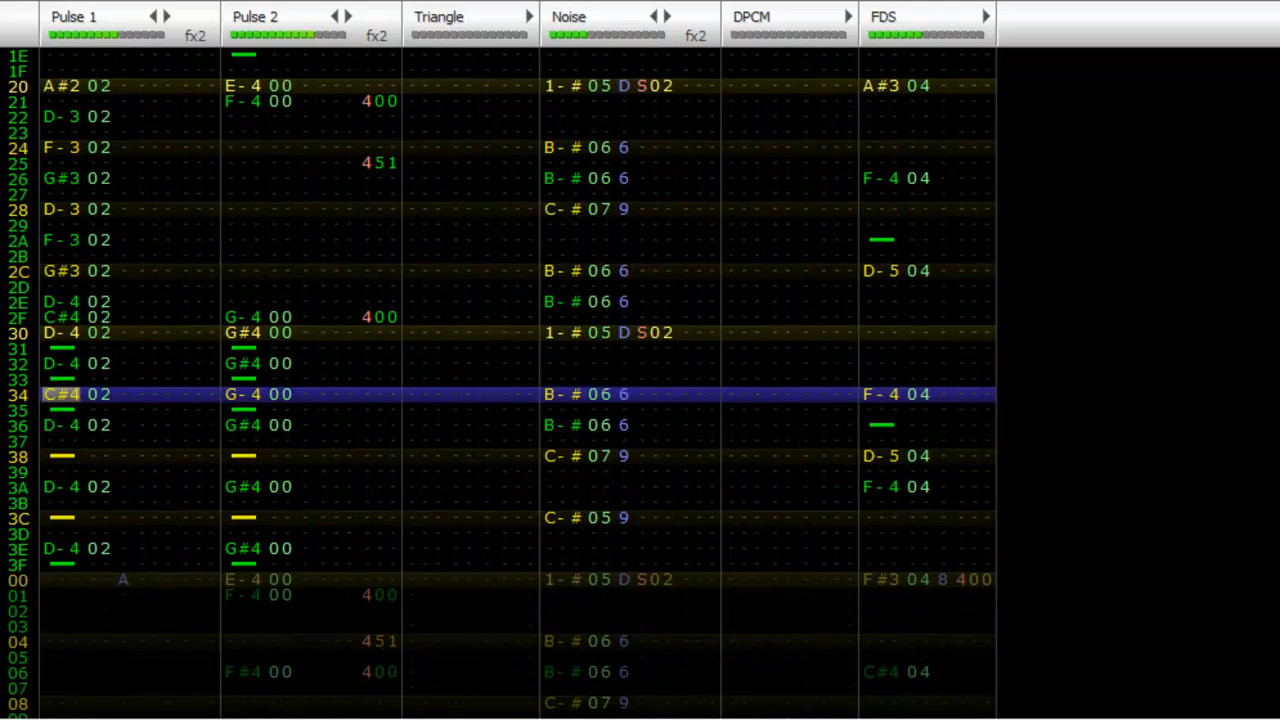 Pulse 1 Pulse 2 Triangle Noise DPCM FDS
fx2 fx2 fx2
1E
1F
20 A#2 02 E-4 00 1-# 05 D S02 A#3 04
21 F-4 00 400
22 D-3 02
23
24 F-3 02 B-# 06 6
25 451
26 G#3 02 B-# 06 6 F-4 04
27
28 D-3 02 C-# 07 9
29
2A F-3 02
2B
2C G#3 02 B-# 06 6 D-5 04
2D
2E D-4 02 B-# 06 6
2F C#4 02 G-4 00 400
30 D-4 02 G#4 00 1-# 05 D S02
31
32 D-4 02 G#4 00
33
34 C#4 02 G-4 00 B-# 06 6 F-4 04
35
36 D-4 02 G#4 00 B-# 06 6
37
38 C-# 07 9 D-5 04
39
3A D-4 02 G#4 00 F-4 04
3B
3C C-# 05 9
3D
3E D-4 02 G#4 00
3F
00 A E-4 00 1-# 05 D S02 F#3 04 8 400
01 F-4 00 400
02
03
04 451 B-# 06 6
05
06 F#4 00 400 B-# 06 6 C#4 04
07
08 C-# 07 9